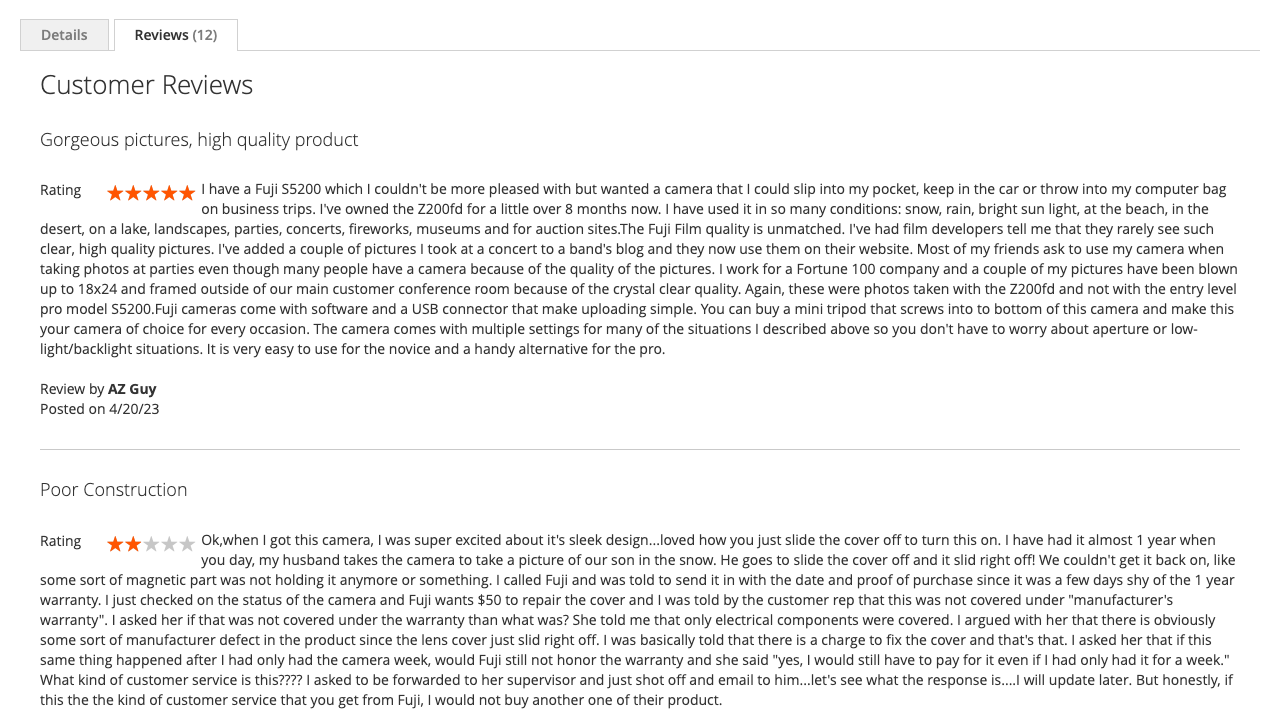 Details
Reviews (12)
Customer Reviews
Gorgeous pictures, high quality product
Rating
I have a Fuji S5200 which I couldn't be more pleased with but wanted a camera that I could slip into my pocket, keep in the car or throw into my computer bag
on business trips. I've owned the Z200fd for a little over 8 months now. I have used it in so many conditions: snow, rain, bright sun light, at the beach, in the
desert, on a lake, landscapes, parties, concerts, fireworks, museums and for auction sites.The Fuji Film quality is unmatched. I've had film developers tell me that they rarely see such
clear, high quality pictures. I've added a couple of pictures I took at a concert to a band's blog and they now use them on their website. Most of my friends ask to use my camera when
taking photos at parties even though many people have a camera because of the quality of the pictures. I work for a Fortune 100 company and a couple of my pictures have been blown
up to 18x24 and framed outside of our main customer conference room because of the crystal clear quality. Again, these were photos taken with the Z200fd and not with the entry level
pro model S5200.Fuji cameras come with software and a USB connector that make uploading simple. You can buy a mini tripod that screws into to bottom of this camera and make this
your camera of choice for every occasion. The camera comes with multiple settings for many of the situations I described above so you don't have to worry about aperture or low-
light/backlight situations. It is very easy to use for the novice and a handy alternative for the pro.
Review by AZ Guy
Posted on 4/20/23
Poor Construction
Rating
Ok,when I got this camera, I was super excited about it's sleek design...loved how you just slide the cover off to turn this on. I have had it almost 1 year when
you day, my husband takes the camera to take a picture of our son in the snow. He goes to slide the cover off and it slid right off! We couldn't get it back on, like
some sort of magnetic part was not holding it anymore or something. I called Fuji and was told to send it in with the date and proof of purchase since it was a few days shy of the 1 year
warranty. I just checked on the status of the camera and Fuji wants $50 to repair the cover and I was told by the customer rep that this was not covered under "manufacturer's
warranty". I asked her if that was not covered under the warranty than what was? She told me that only electrical components were covered. I argued with her that there is obviously
some sort of manufacturer defect in the product since the lens cover just slid right off. I was basically told that there is a charge to fix the cover and that's that. I asked her that if this
same thing happened after I had only had the camera week, would Fuji still not honor the warranty and she said "yes, I would still have to pay for it even if I had only had it for a week."
What kind of customer service is this???? I asked to be forwarded to her supervisor and just shot off and email to him...let's see what the response is....I will update later. But honestly, if
this the the kind of customer service that you get from Fuji, I would not buy another one of their product.